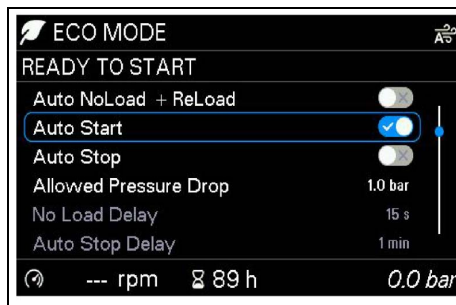 ECO MODE
A
READY TO START
Auto NoLoad + ReLoad
Auto Start
Auto Stop
Allowed Pressure Drop 1.0 bar
No Load Delay 15 s
Auto Stop Delay 1 min
--- rpm 89 h 0.0 bar